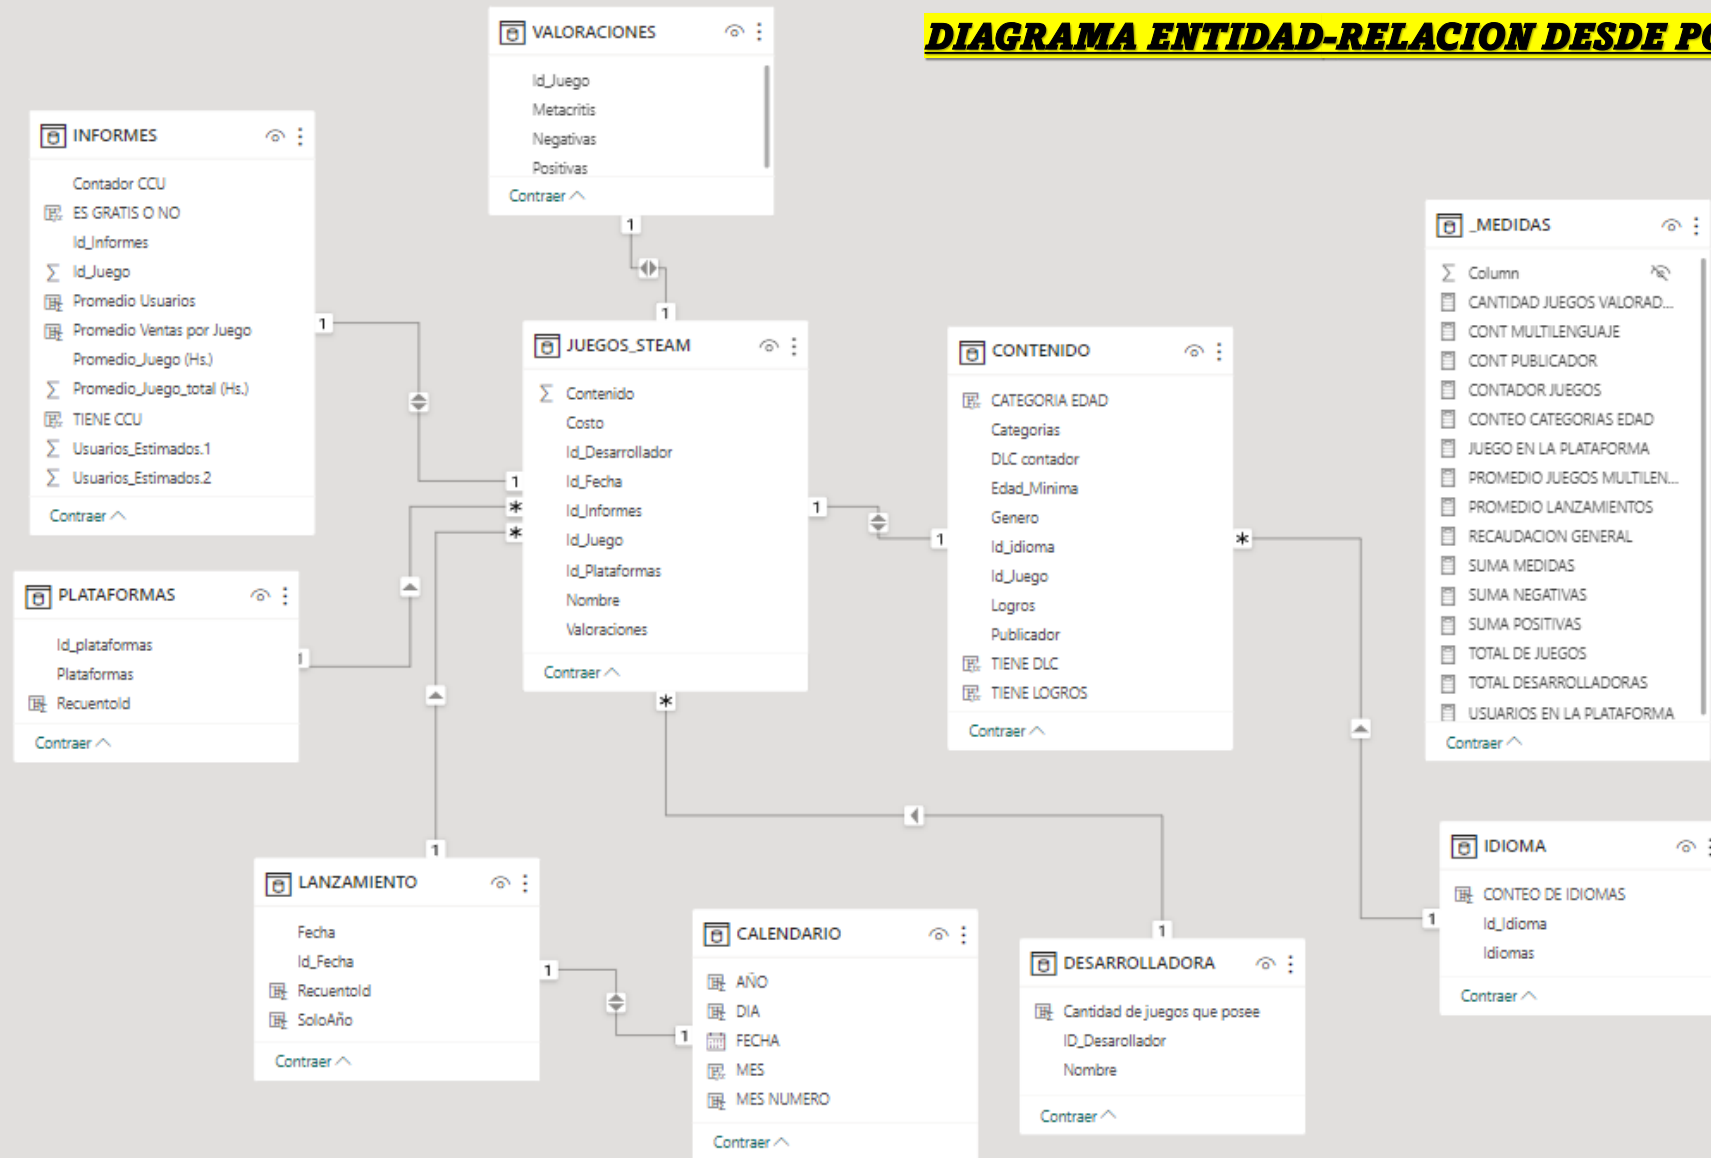 DIAGRAMA ENTIDAD-RELACION DESDE
VALORACIONES
Id_Juego
Metacritis
Negativas
Positivas
Contraer
1
INFORMES
Contador CCU
ES GRATIS O NO
Id_Informes
Id_Juego
Promedio Usuarios
Promedio Ventas por Juego
Promedio_Juego (Hs.)
Promedio_Juego_total (Hs.)
TIENE CCU
Usuarios_Estimados.1
Usuarios_Estimados.2
Contraer
1
1
JUEGOS_STEAM
Contenido
Costo
Id_Desarrollador
Id_Fecha
Id_Informes
Id_Juego
Id_Plataformas
Nombre
Valoraciones
Contraer
1
*
*
1
*
CONTENIDO
CATEGORIA EDAD
Categorias
DLC contador
Edad_Minima
Genero
Id_idioma
Id_Juego
Logros
Publicador
TIENE DLC
TIENE LOGROS
Contraer
1
*
_MEDIDAS
Column
CANTIDAD JUEGOS VALORAD...
CONT MULTILENGUAJE
CONT PUBLICADOR
CONTADOR JUEGOS
CONTEO CATEGORIAS EDAD
JUEGO EN LA PLATAFORMA
PROMEDIO JUEGOS MULTILEN...
PROMEDIO LANZAMIENTOS
RECAUDACION GENERAL
SUMA MEDIDAS
SUMA NEGATIVAS
SUMA POSITIVAS
TOTAL DE JUEGOS
TOTAL DESARROLLADORAS
USUARIOS EN LA PLATAFORMA
Contraer
PLATAFORMAS
Id_plataformas
Plataformas
RecuentoId
Contraer
1
1
LANZAMIENTO
Fecha
Id_Fecha
RecuentoId
SoloAño
Contraer
1
CALENDARIO
AÑO
DIA
FECHA
MES
MES NUMERO
Contraer
1
1
DESARROLLADORA
Cantidad de juegos que posee
ID_Desarollador
Nombre
Contraer
IDIOMA
CONTEO DE IDIOMAS
Id_Idioma
Idiomas
Contraer
1